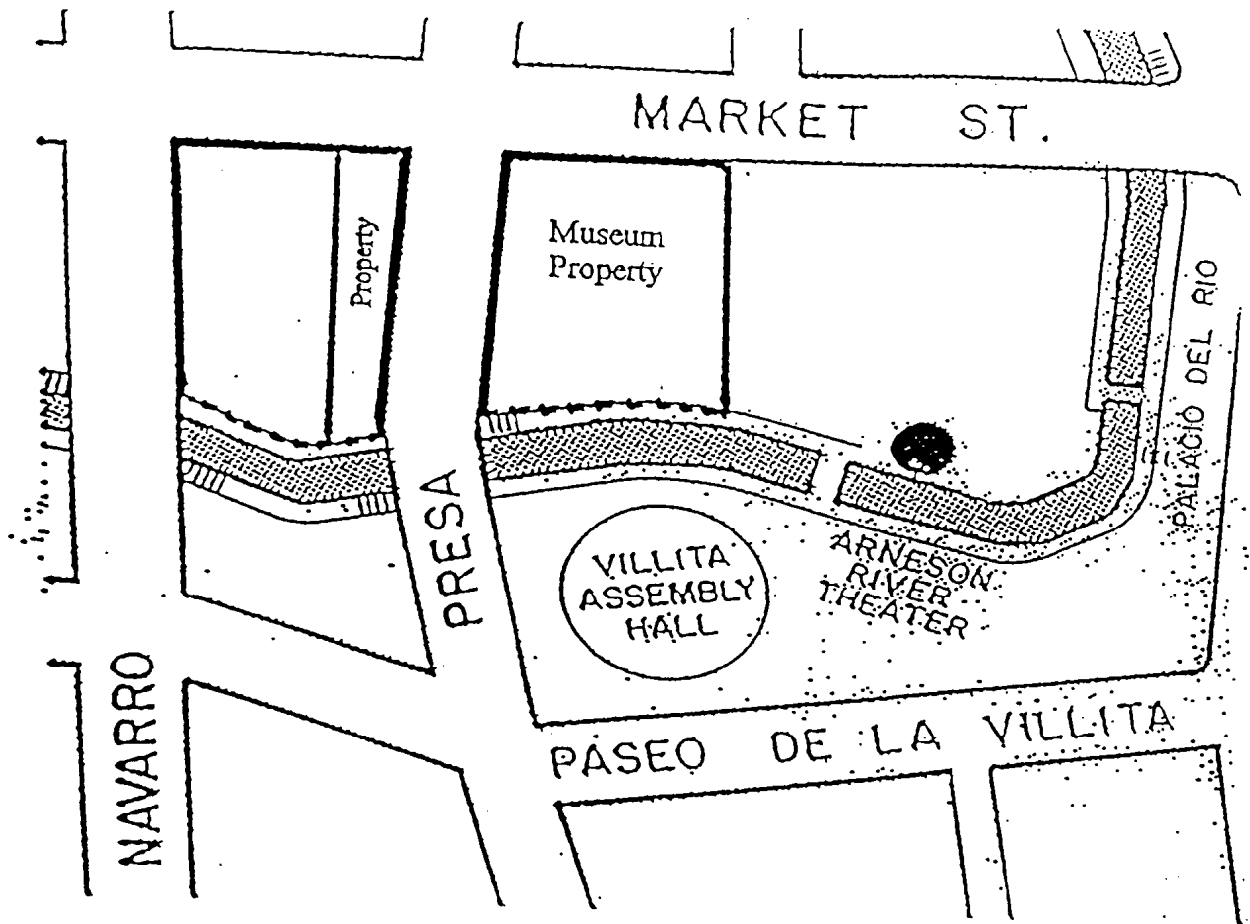 MARKET ST.
Museum
Property
Property
PALACIO DEL RIO
PRESA
VILLITA
ASSEMBLY
HALL
ARNESON
RIVER
THEATER
NAVARRO
PASEO DE LA VILLITA